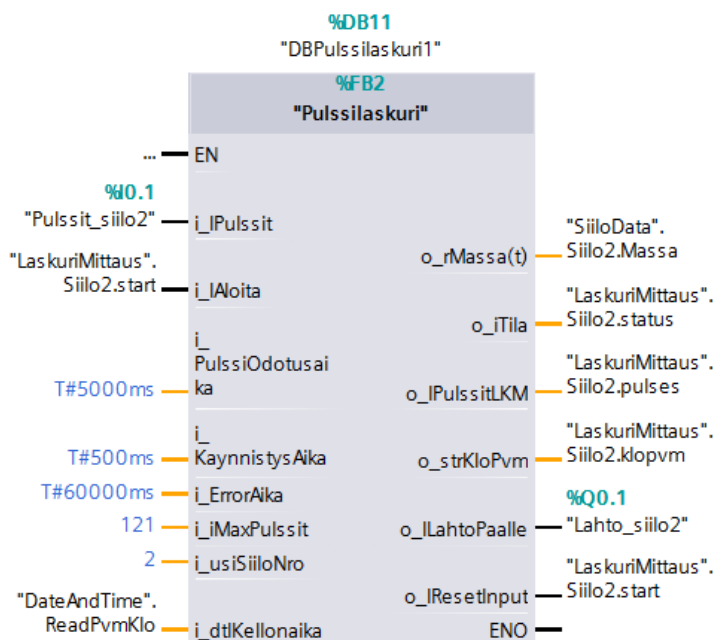 %DB11
"DBPulssilaskuri1"
%FB2
"Pulssilaskuri"
... EN
%I0.1
"Pulssit_siilo2" i_lPulssit
"LaskuriMittaus".
Siilo2.start i_lAloita
i_
PulssiOdotusai
ka
T#5000ms
i_
KaynnistysAika
T#500ms
T#60000ms i_ErrorAika
121 i_iMaxPulssit
2 i_usiSiiloNro
"DateAndTime".
ReadPvmKlo i_dtlKellonaika
o_rMassa(t) "SiiloData".
Siilo2.Massa
o_iTila "LaskuriMittaus".
Siilo2.status
o_lPulssitLKM "LaskuriMittaus".
Siilo2.pulses
o_strKloPvm "LaskuriMittaus".
Siilo2.klopvm
%Q0.1
o_lLahtoPaalle "Lahto_siilo2"
o_lResetInput "LaskuriMittaus".
Siilo2.start
ENO